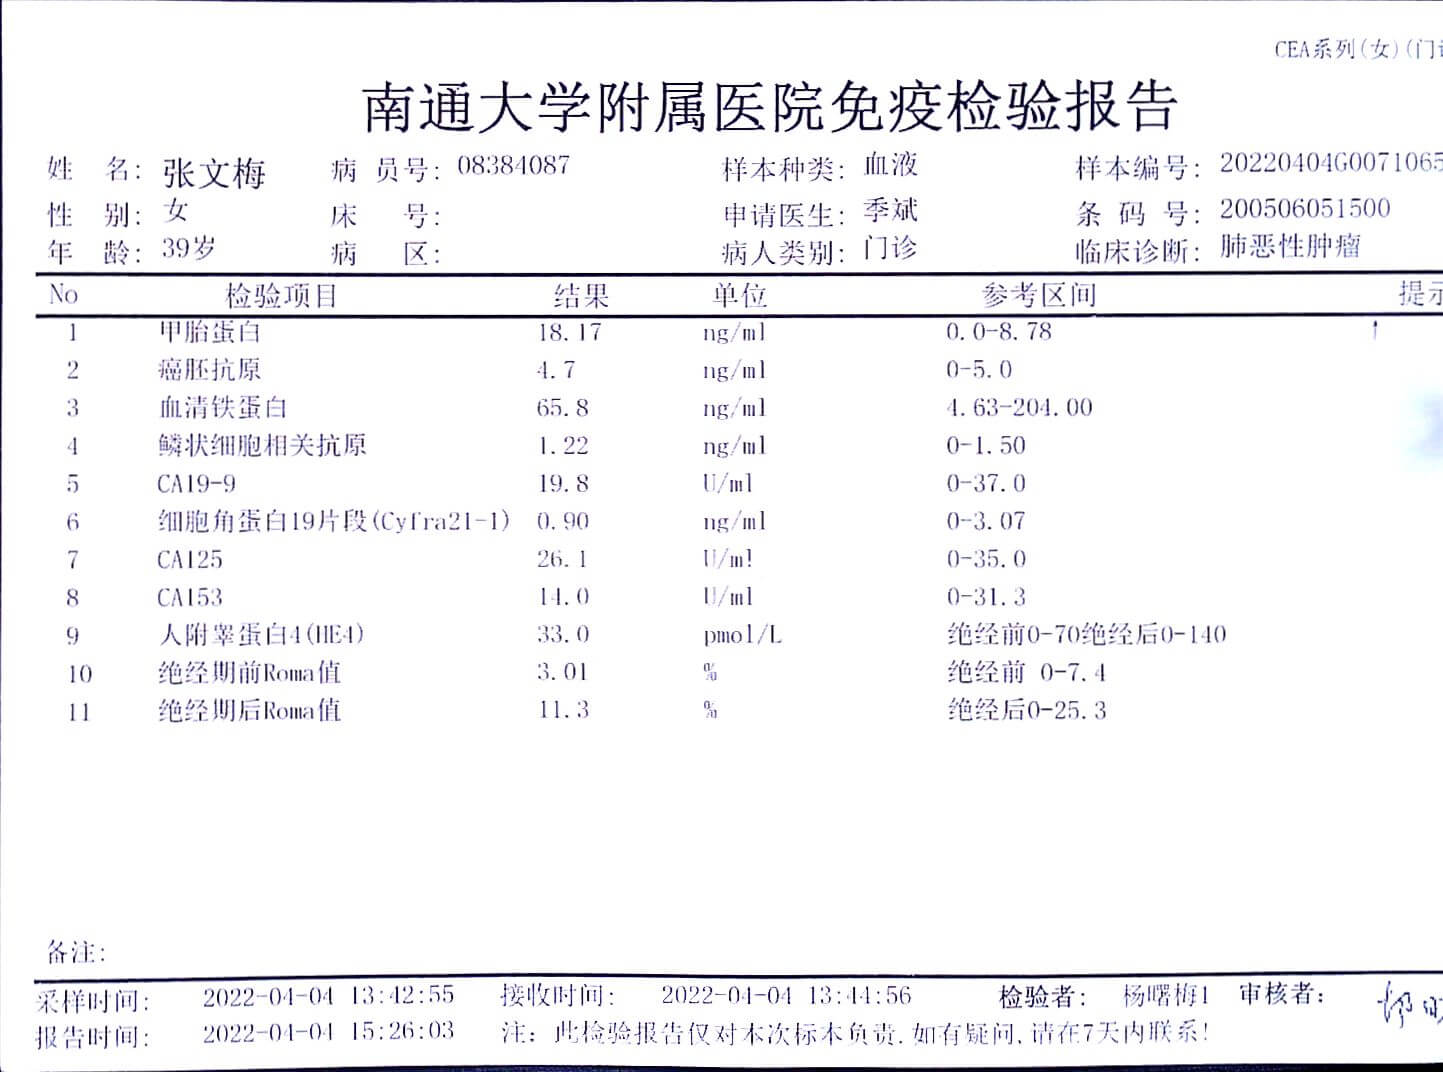 CEA系列(女)(门诊
南通大学附属医院免疫检验报告
姓 名: 张文梅 病 员号: 08384087 样本种类: 血液 样本编号: 20220404G0071065
性 别: 女 床 号: 申请医生: 季斌 条 码 号: 200506051500
年 龄: 39岁 病 区: 病人类别: 门诊 临床诊断: 肺恶性肿瘤
No 检验项目 结果 单位 参考区间 提示
1 甲胎蛋白 18.17 ng/ml 0.0-8.78 ↑
2 癌胚抗原 4.7 ng/ml 0-5.0
3 血清铁蛋白 65.8 ng/ml 4.63-204.00
4 鳞状细胞相关抗原 1.22 ng/ml 0-1.50
5 CA19-9 19.8 U/ml 0-37.0
6 细胞角蛋白19片段(Cyfra21-1) 0.90 ng/ml 0-3.07
7 CA125 26.1 U/ml 0-35.0
8 CA153 14.0 U/ml 0-31.3
9 人附睾蛋白4(HE4) 33.0 pmol/L 绝经前0-70绝经后0-140
10 绝经期前Roma值 3.01 % 绝经前 0-7.4
11 绝经期后Roma值 11.3 % 绝经后0-25.3
备注:
采样时间: 2022-04-04 13:42:55 接收时间: 2022-04-04 13:44:56 检验者: 杨曙梅1 审核者:
报告时间: 2022-04-04 15:26:03 注: 此检验报告仅对本次标本负责.如有疑问,请在7天内联系!